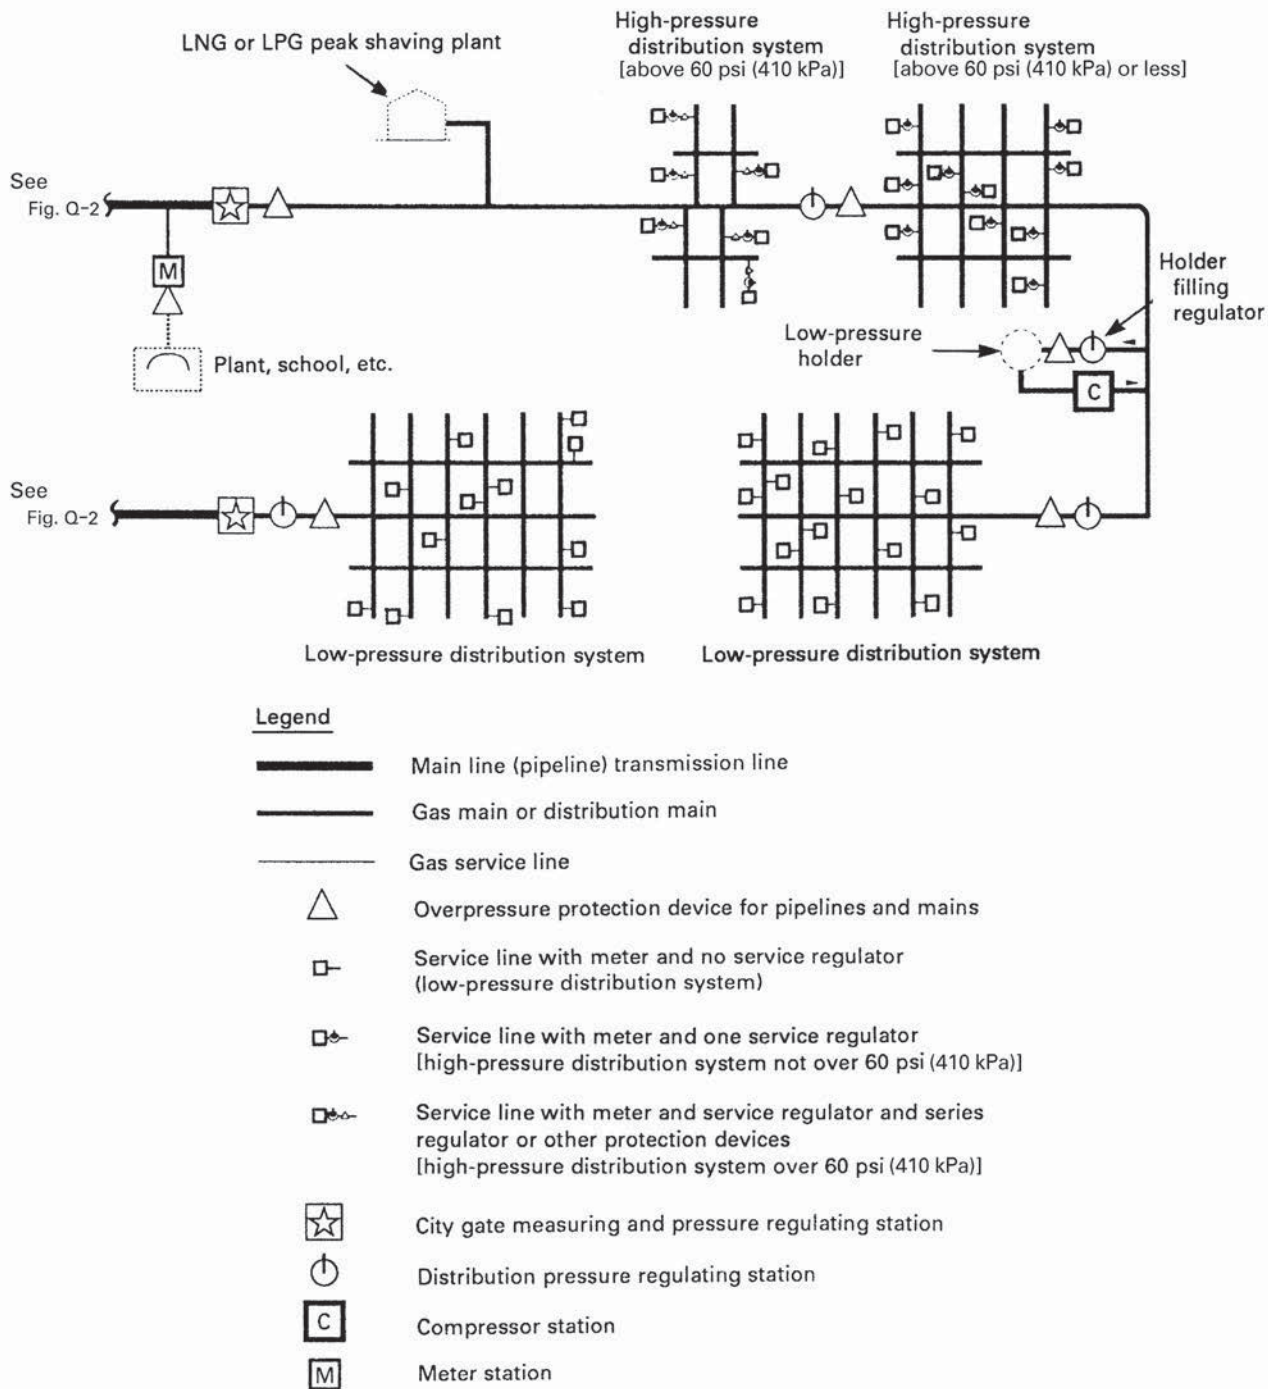 LNG or LPG peak shaving plant
High-pressure
distribution system
[above 60 psi (410 kPa)]
High-pressure
distribution system
[above 60 psi (410 kPa) or less]
See
Fig. Q-2
M
Plant, school, etc.
Holder
filling
regulator
Low-pressure
holder
C
See
Fig. Q-2
Low-pressure distribution system
Low-pressure distribution system
Legend
Main line (pipeline) transmission line
Gas main or distribution main
Gas service line
Overpressure protection device for pipelines and mains
Service line with meter and no service regulator
(low-pressure distribution system)
Service line with meter and one service regulator
[high-pressure distribution system not over 60 psi (410 kPa)]
Service line with meter and service regulator and series
regulator or other protection devices
[high-pressure distribution system over 60 psi (410 kPa)]
City gate measuring and pressure regulating station
Distribution pressure regulating station
C
Compressor station
M
Meter station